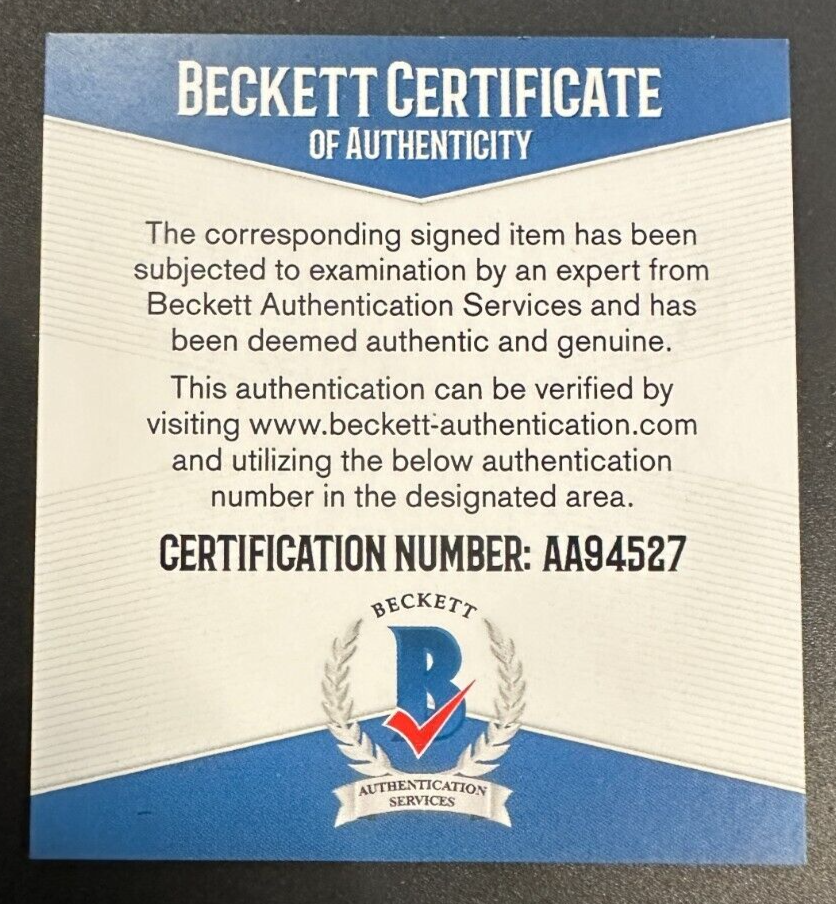 BECKETT CERTIFICATE
OF AUTHENTICITY
The corresponding signed item has been
subjected to examination by an expert from
Beckett Authentication Services and has
been deemed authentic and genuine.
This authentication can be verified by
visiting www.beckett-authentication.com
and utilizing the below authentication
number in the designated area.
CERTIFICATION NUMBER: AA94527
BECKETT
B
AUTHENTICATION
SERVICES